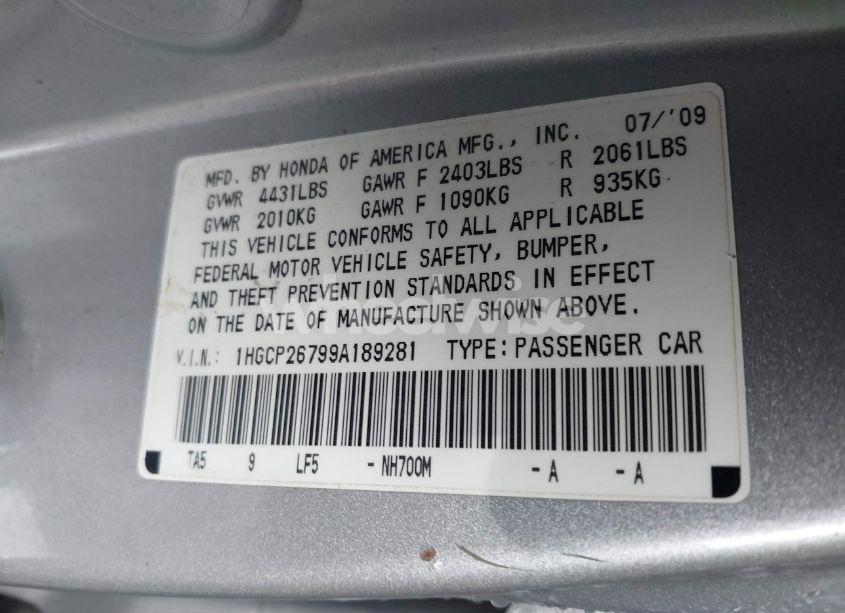 MFD. BY HONDA OF AMERICA MFG., INC. 07/'09
GVWR 4431LBS GAWR F 2403LBS R 2061LBS
GVWR 2010KG GAWR F 1090KG R 935KG
THIS VEHICLE CONFORMS TO ALL APPLICABLE
FEDERAL MOTOR VEHICLE SAFETY, BUMPER,
AND THEFT PREVENTION STANDARDS IN EFFECT
ON THE DATE OF MANUFACTURE SHOWN ABOVE.
wheelwise
V.I.N.: 1HGCP26799A189281 TYPE: PASSENGER CAR
TA5 9 LF5 - NH700M - A - A